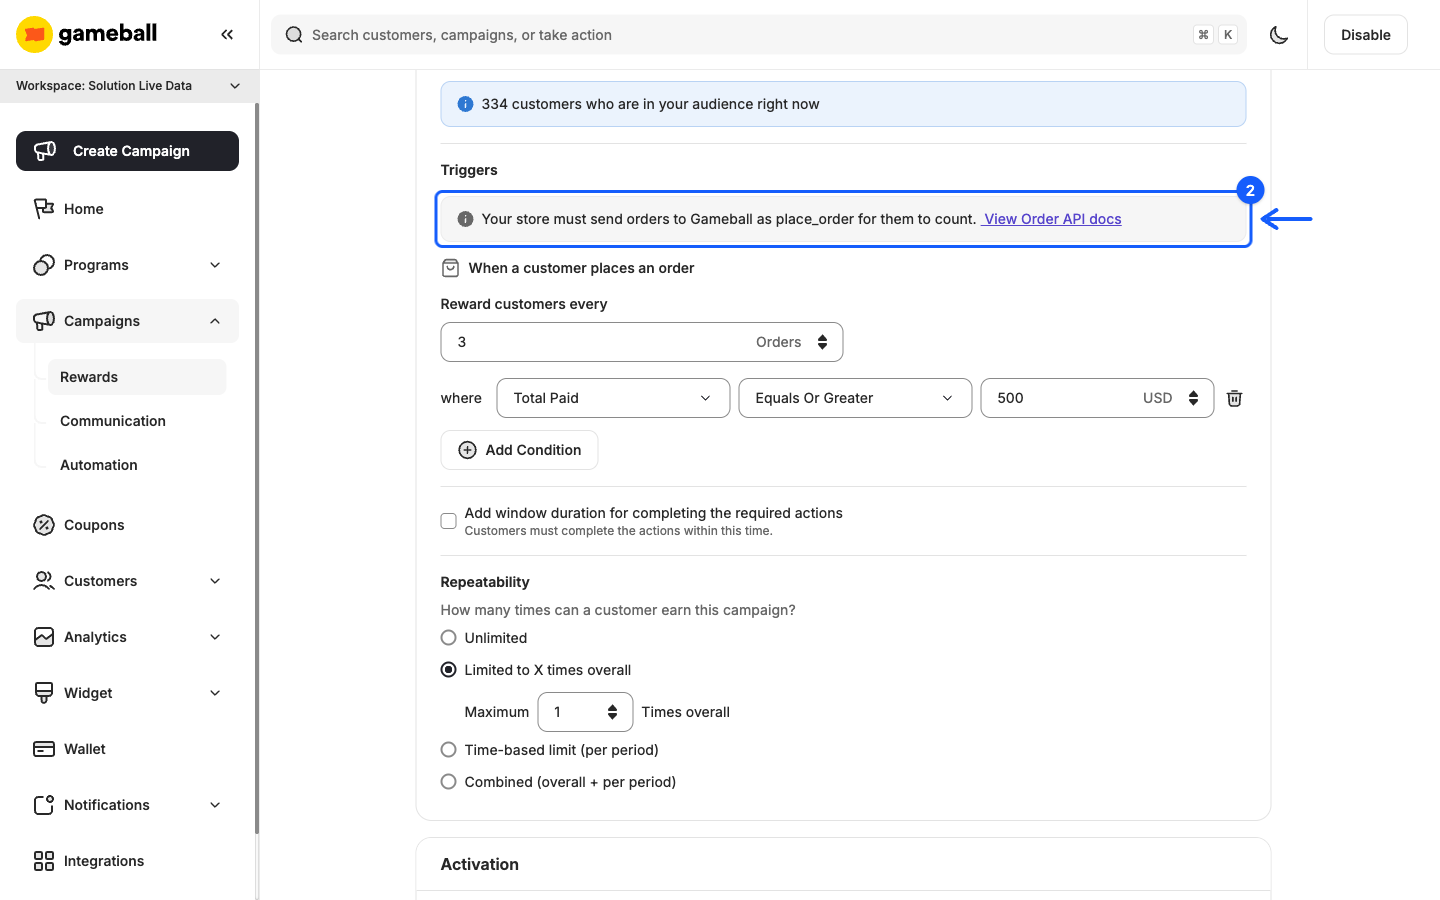 gameball
Search customers, campaigns, or take action
⌘ K
Disable
Workspace: Solution Live Data
Create Campaign
Home
Programs
Campaigns
Rewards
Communication
Automation
Coupons
Customers
Analytics
Widget
Wallet
Notifications
Integrations
334 customers who are in your audience right now
Triggers
2
Your store must send orders to Gameball as place_order for them to count. View Order API docs
When a customer places an order
Reward customers every
3 Orders
where Total Paid Equals Or Greater 500 USD
Add Condition
Add window duration for completing the required actions
Customers must complete the actions within this time.
Repeatability
How many times can a customer earn this campaign?
Unlimited
Limited to X times overall
Maximum 1 Times overall
Time-based limit (per period)
Combined (overall + per period)
Activation